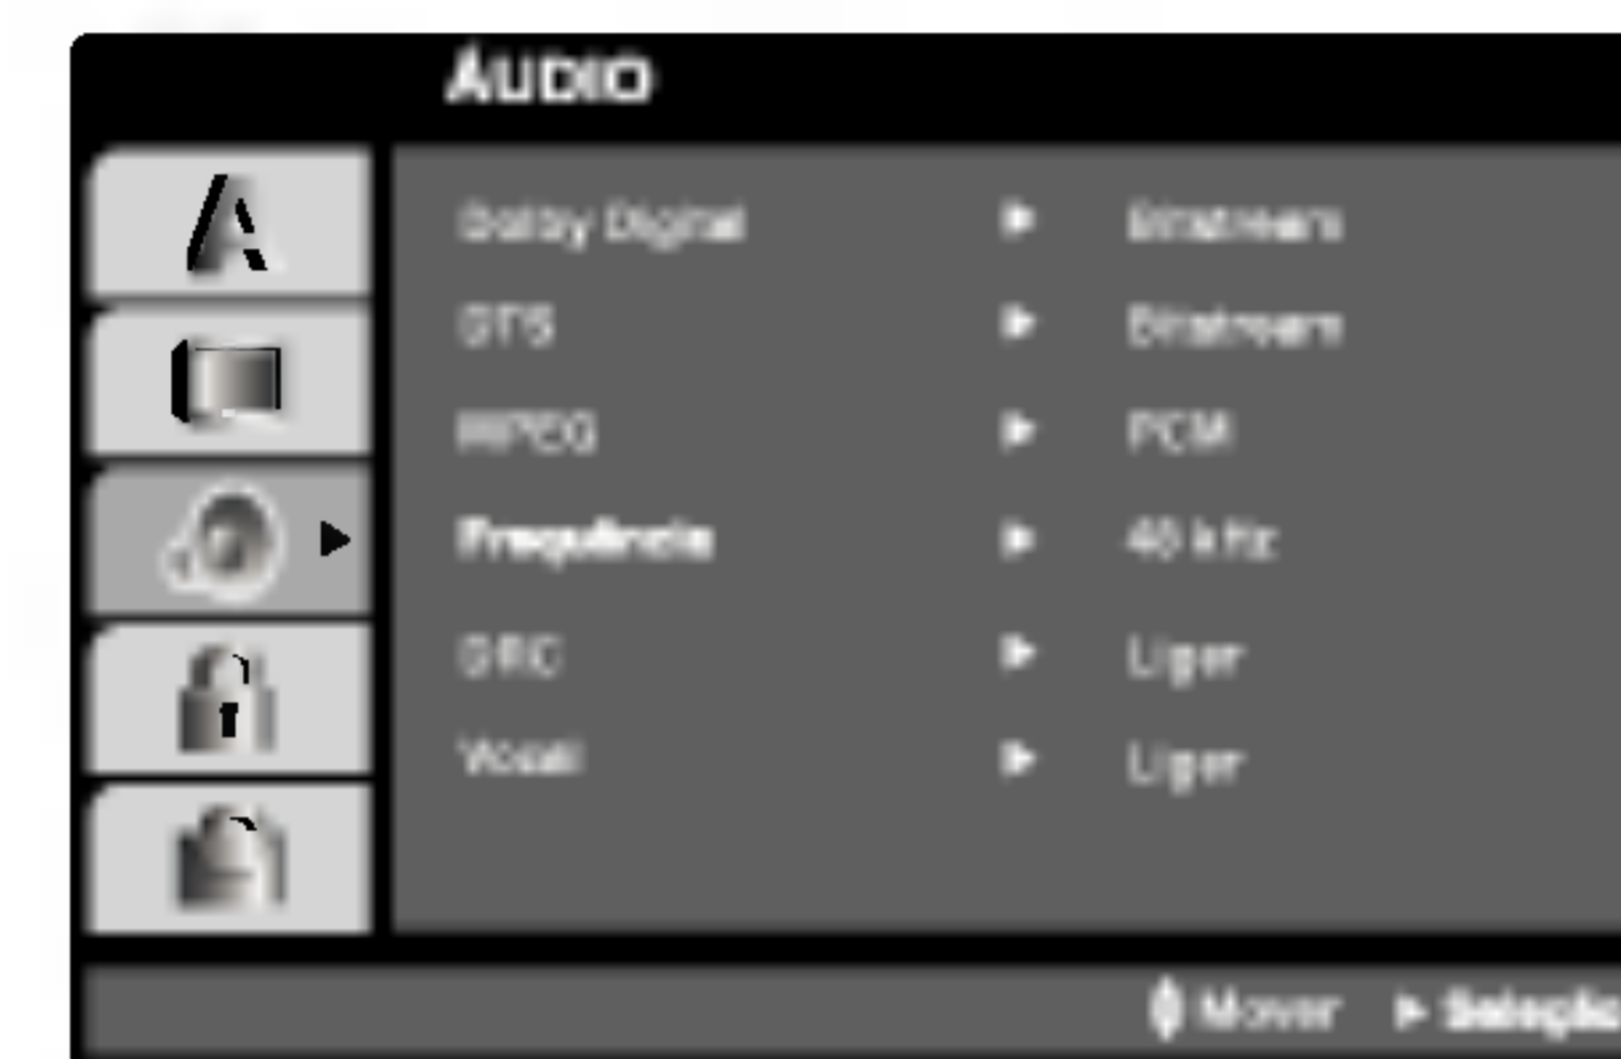 AUDIO
Dolby Digital ▶ Bitstream
DTS ▶ Bitstream
MPEG ▶ PCM
Frequência ▶ 48 kHz
DRC ▶ Ligar
Vocal ▶ Ligar
Mover ▶